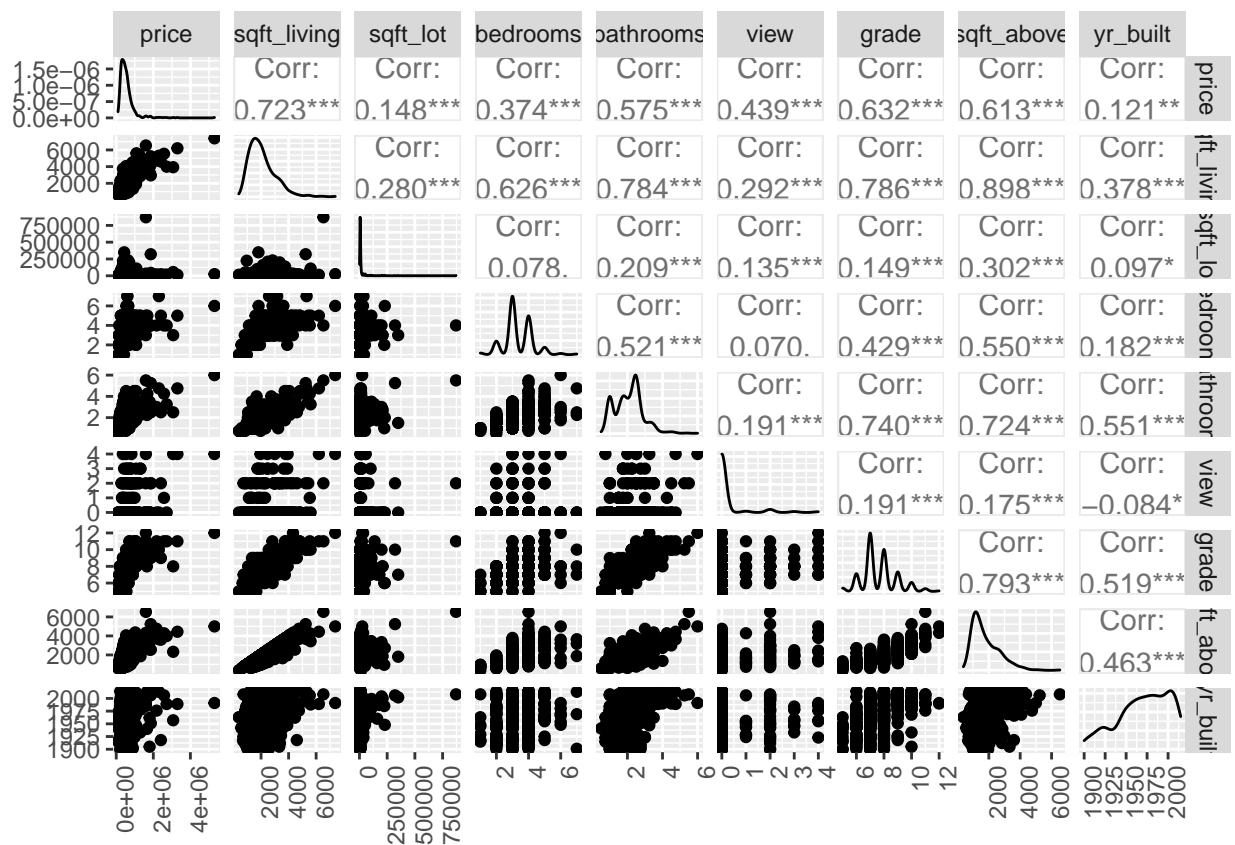 price sqft_living sqft_lot bedrooms bathrooms view grade sqft_above yr_built
1.5e−06
1.0e−06
5.0e−07
0.0e+00
Corr: Corr: Corr: Corr: Corr: Corr: Corr: Corr:
0.723*** 0.148*** 0.374*** 0.575*** 0.439*** 0.632*** 0.613*** 0.121**
price
6000
4000
2000
Corr: Corr: Corr: Corr: Corr: Corr: Corr:
0.280*** 0.626*** 0.784*** 0.292*** 0.786*** 0.898*** 0.378***
qft_livin
750000
500000
250000
0
Corr: Corr: Corr: Corr: Corr: Corr:
0.078. 0.209*** 0.135*** 0.149*** 0.302*** 0.097*
sqft_lo
6
4
2
Corr: Corr: Corr: Corr: Corr:
0.521*** 0.070. 0.429*** 0.550*** 0.182***
edroom
6
4
2
Corr: Corr: Corr: Corr:
0.191*** 0.740*** 0.724*** 0.551***
throor
4
3
2
1
0
Corr: Corr: Corr:
0.191*** 0.175*** −0.084*
view
12
10
8
6
Corr: Corr:
0.793*** 0.519***
grade
6000
4000
2000
Corr:
0.463***
ft_abo
2000
1975
1950
1925
1900
yr_buil
0e+00 2e+06 4e+06 2000 4000 6000 0 250000 500000 750000 2 4 6 2 4 6 0 1 2 3 4 6 8 10 12 2000 4000 6000 1900 1925 1950 1975 2000